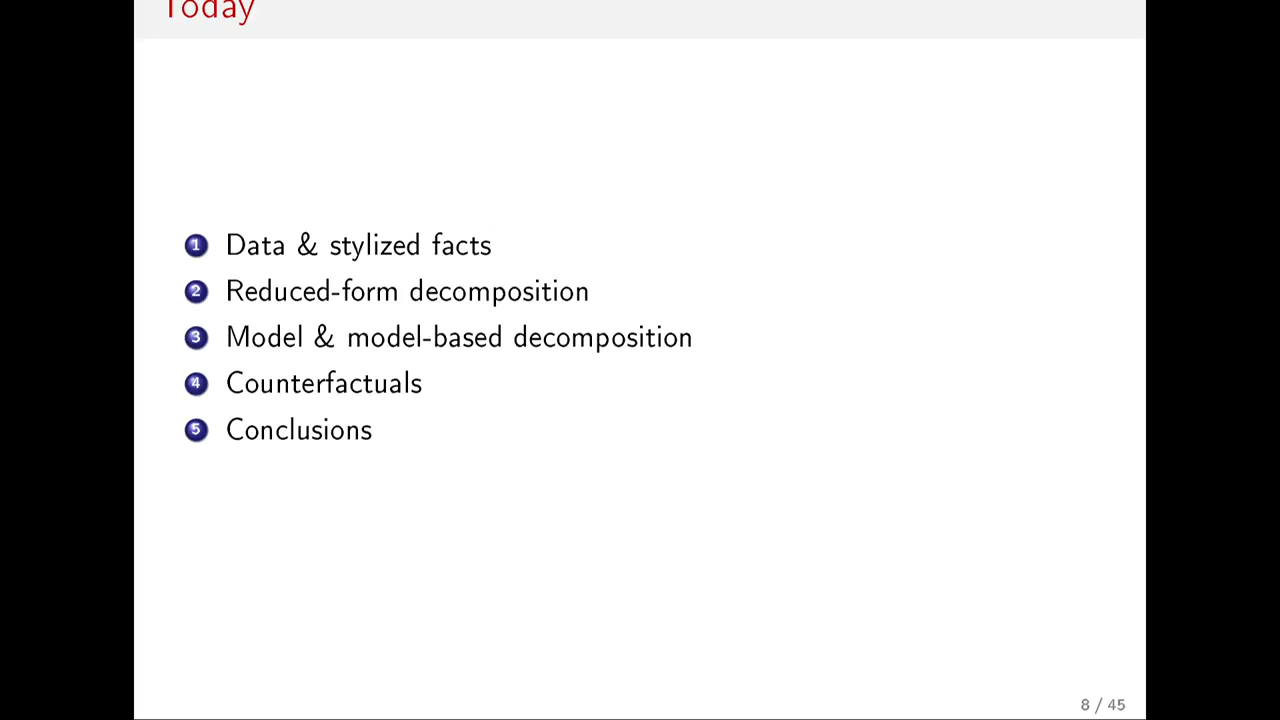 Today
1 Data & stylized facts
2 Reduced-form decomposition
3 Model & model-based decomposition
4 Counterfactuals
5 Conclusions
8 / 45